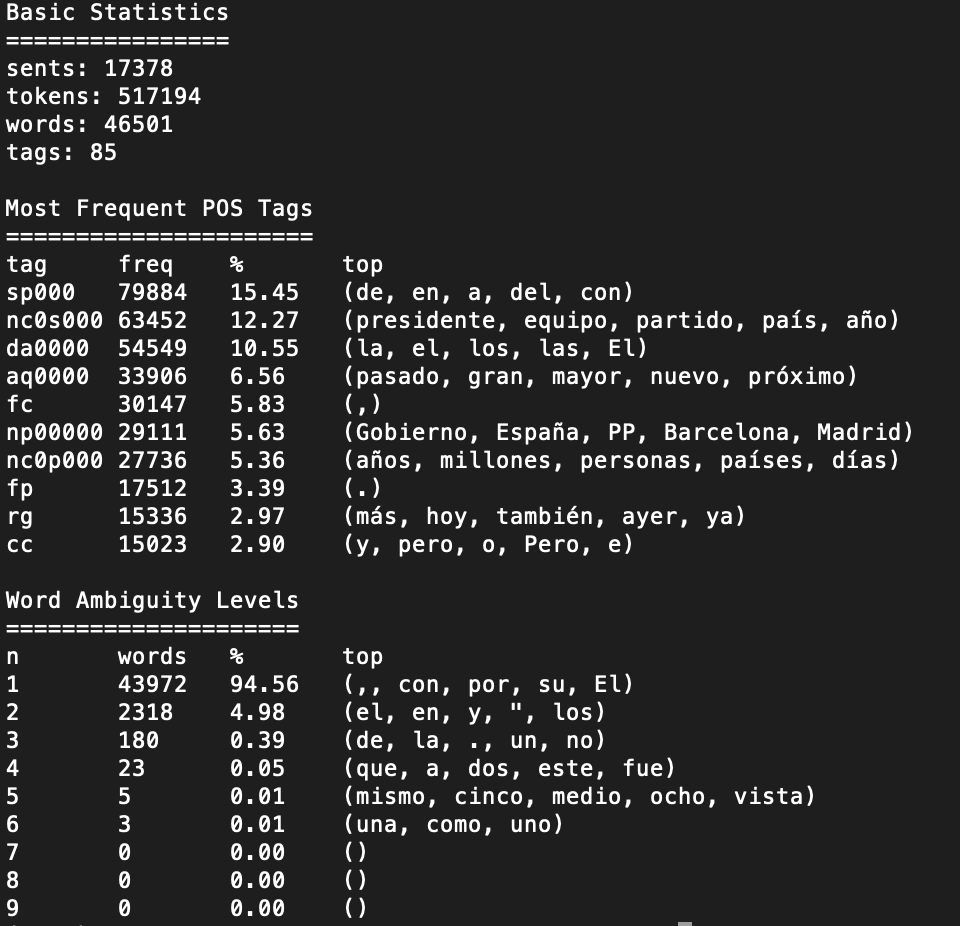 Basic Statistics
================
sents: 17378
tokens: 517194
words: 46501
tags: 85
Most Frequent POS Tags
======================
tag freq % top
sp000 79884 15.45 (de, en, a, del, con)
nc0s000 63452 12.27 (presidente, equipo, partido, país, año)
da0000 54549 10.55 (la, el, los, las, El)
aq0000 33906 6.56 (pasado, gran, mayor, nuevo, próximo)
fc 30147 5.83 (,)
np00000 29111 5.63 (Gobierno, España, PP, Barcelona, Madrid)
nc0p000 27736 5.36 (años, millones, personas, países, días)
fp 17512 3.39 (.)
rg 15336 2.97 (más, hoy, también, ayer, ya)
cc 15023 2.90 (y, pero, o, Pero, e)
Word Ambiguity Levels
=====================
n words % top
1 43972 94.56 (,, con, por, su, El)
2 2318 4.98 (el, en, y, ", los)
3 180 0.39 (de, la, ., un, no)
4 23 0.05 (que, a, dos, este, fue)
5 5 0.01 (mismo, cinco, medio, ocho, vista)
6 3 0.01 (una, como, uno)
7 0 0.00 ()
8 0 0.00 ()
9 0 0.00 ()